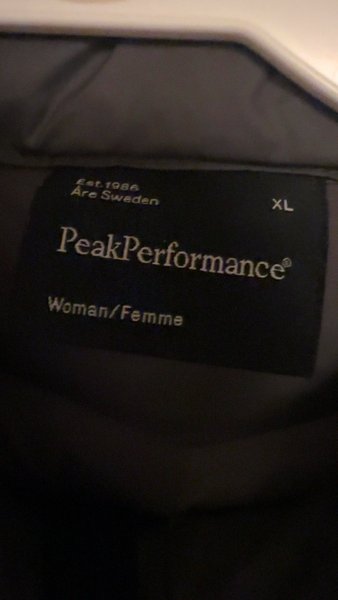 Est.1986
Åre Sweden
XL
PeakPerformance®
Woman/Femme